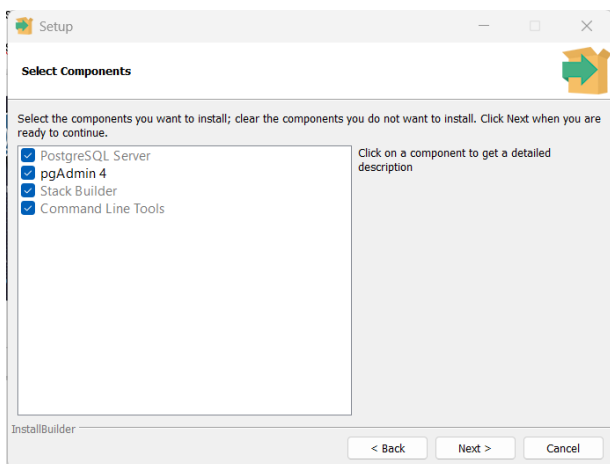 Setup
Select Components
Select the components you want to install; clear the components you do not want to install. Click Next when you are
ready to continue.
PostgreSQL Server
pgAdmin 4
Stack Builder
Command Line Tools
Click on a component to get a detailed
description
InstallBuilder
< Back
Next >
Cancel